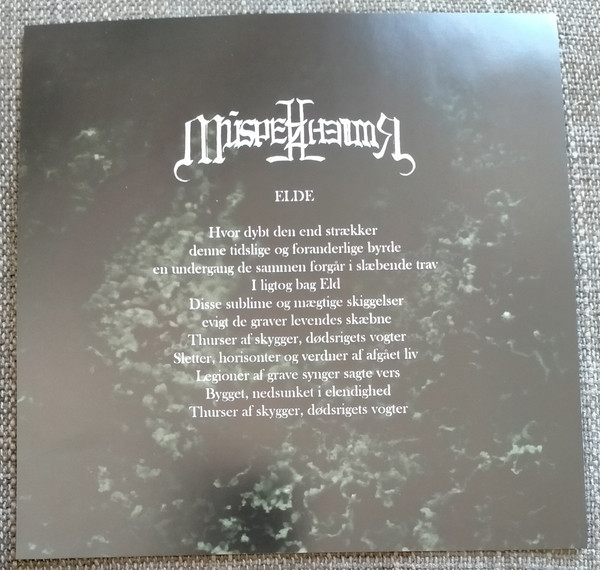 Múspellzheimr
ELDE
Hvor dybt den end strækker
denne tidslige og foranderlige byrde
en undergang de sammen forgår i slæbende trav
I ligtog bag Eld
Disse sublime og mægtige skiggelser
evigt de graver levendes skæbne
Thurser af skygger, dødsrigets vogter
Sletter, horisonter og verdner af afgået liv
Legioner af grave synger sagte vers
Bygget, nedsunket i elendighed
Thurser af skygger, dødsrigets vogter